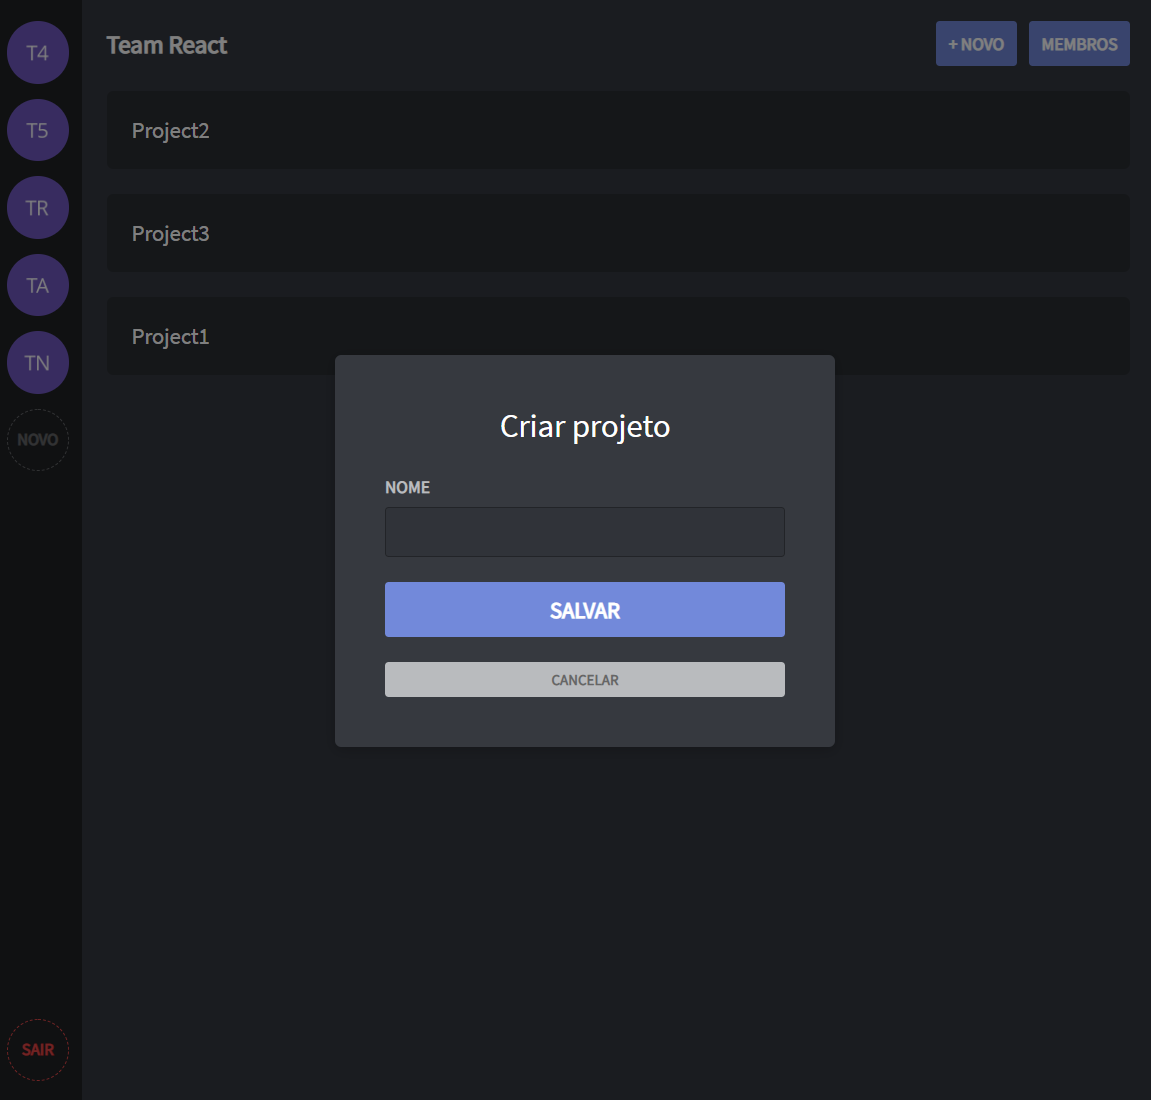 T4
T5
TR
TA
TN
NOVO
SAIR
Team React
+ NOVO
MEMBROS
Project2
Project3
Project1
Criar projeto
NOME
SALVAR
CANCELAR